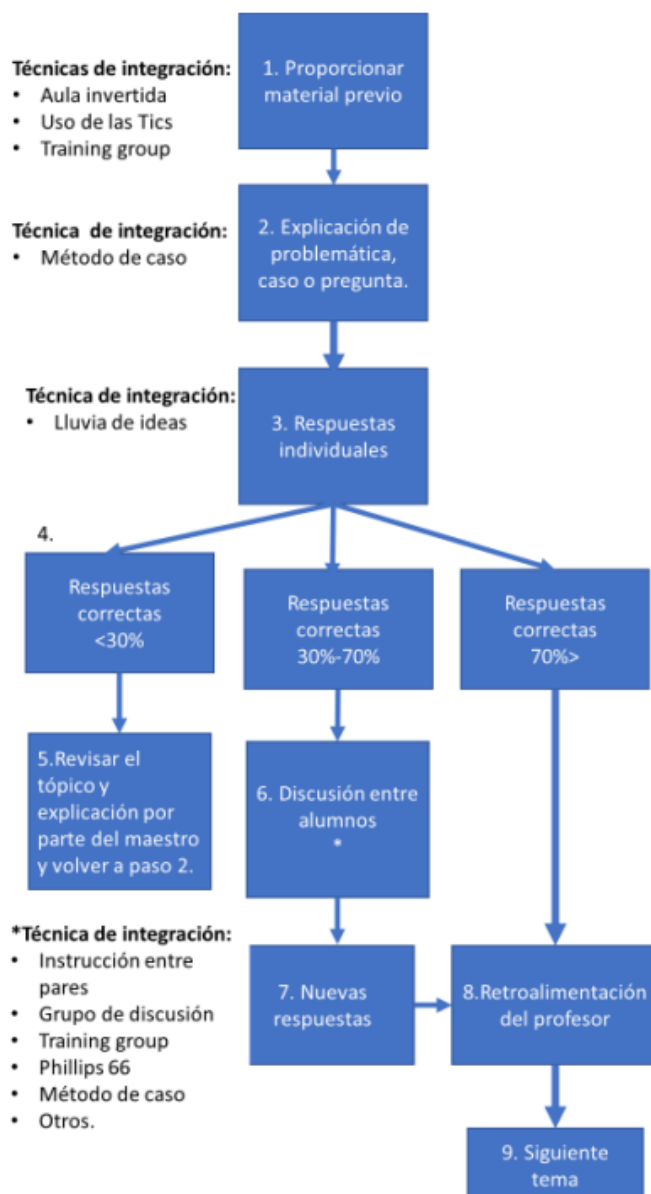 Técnicas de integración:
• Aula invertida
• Uso de las Tics
• Training group
1. Proporcionar
material previo
Técnica de integración:
• Método de caso
2. Explicación de
problemática,
caso o pregunta.
Técnica de integración:
• Lluvia de ideas
3. Respuestas
individuales
4.
Respuestas
correctas
<30%
Respuestas
correctas
30%-70%
Respuestas
correctas
70%>
5.Revisar el
tópico y
explicación por
parte del maestro
y volver a paso 2.
6. Discusión entre
alumnos
*
*Técnica de integración:
• Instrucción entre
pares
• Grupo de discusión
• Training group
• Phillips 66
• Método de caso
• Otros.
7. Nuevas
respuestas
8.Retroalimentación
del profesor
9. Siguiente
tema